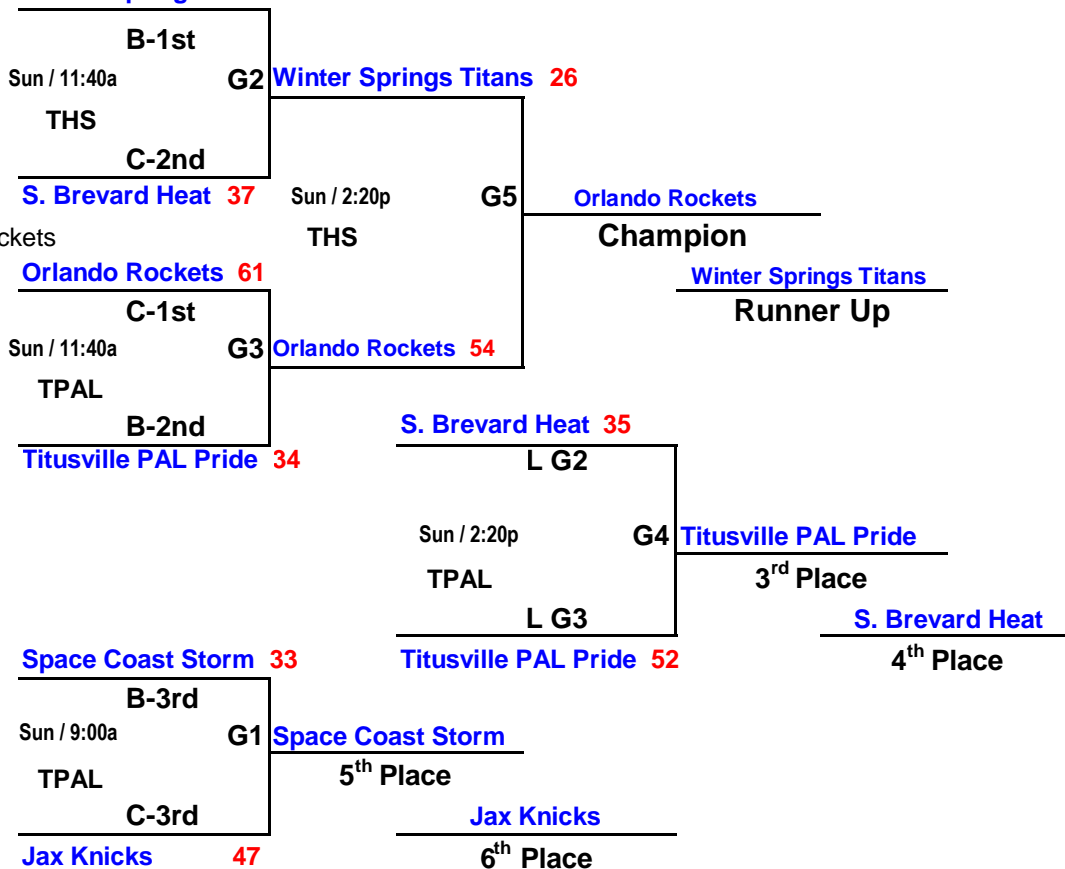 B-1st
Sun / 11:40a G2 Winter Springs Titans 26
THS
C-2nd
S. Brevard Heat 37 Sun / 2:20p G5 Orlando Rockets
ckets THS Champion
Orlando Rockets 61 Winter Springs Titans
C-1st Runner Up
Sun / 11:40a G3 Orlando Rockets 54
TPAL
B-2nd S. Brevard Heat 35
Titusville PAL Pride 34 L G2
Sun / 2:20p G4 Titusville PAL Pride
TPAL 3rd Place
L G3 S. Brevard Heat
Space Coast Storm 33 Titusville PAL Pride 52 4th Place
B-3rd
Sun / 9:00a G1 Space Coast Storm
TPAL 5th Place
C-3rd Jax Knicks
Jax Knicks 47 6th Place